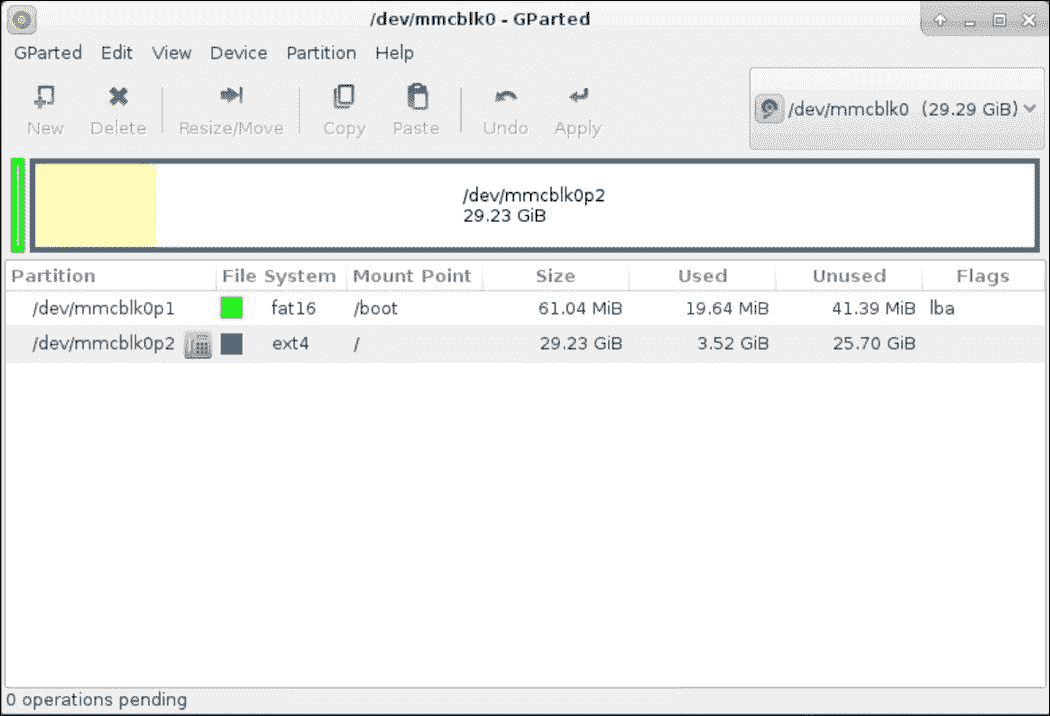 /dev/mmcblk0 - GParted
GParted Edit View Device Partition Help
New Delete Resize/Move Copy Paste Undo Apply
/dev/mmcblk0 (29.29 GiB)
/dev/mmcblk0p2
29.23 GiB
Partition File System Mount Point Size Used Unused Flags
/dev/mmcblk0p1 fat16 /boot 61.04 MiB 19.64 MiB 41.39 MiB lba
/dev/mmcblk0p2 ext4 / 29.23 GiB 3.52 GiB 25.70 GiB
0 operations pending